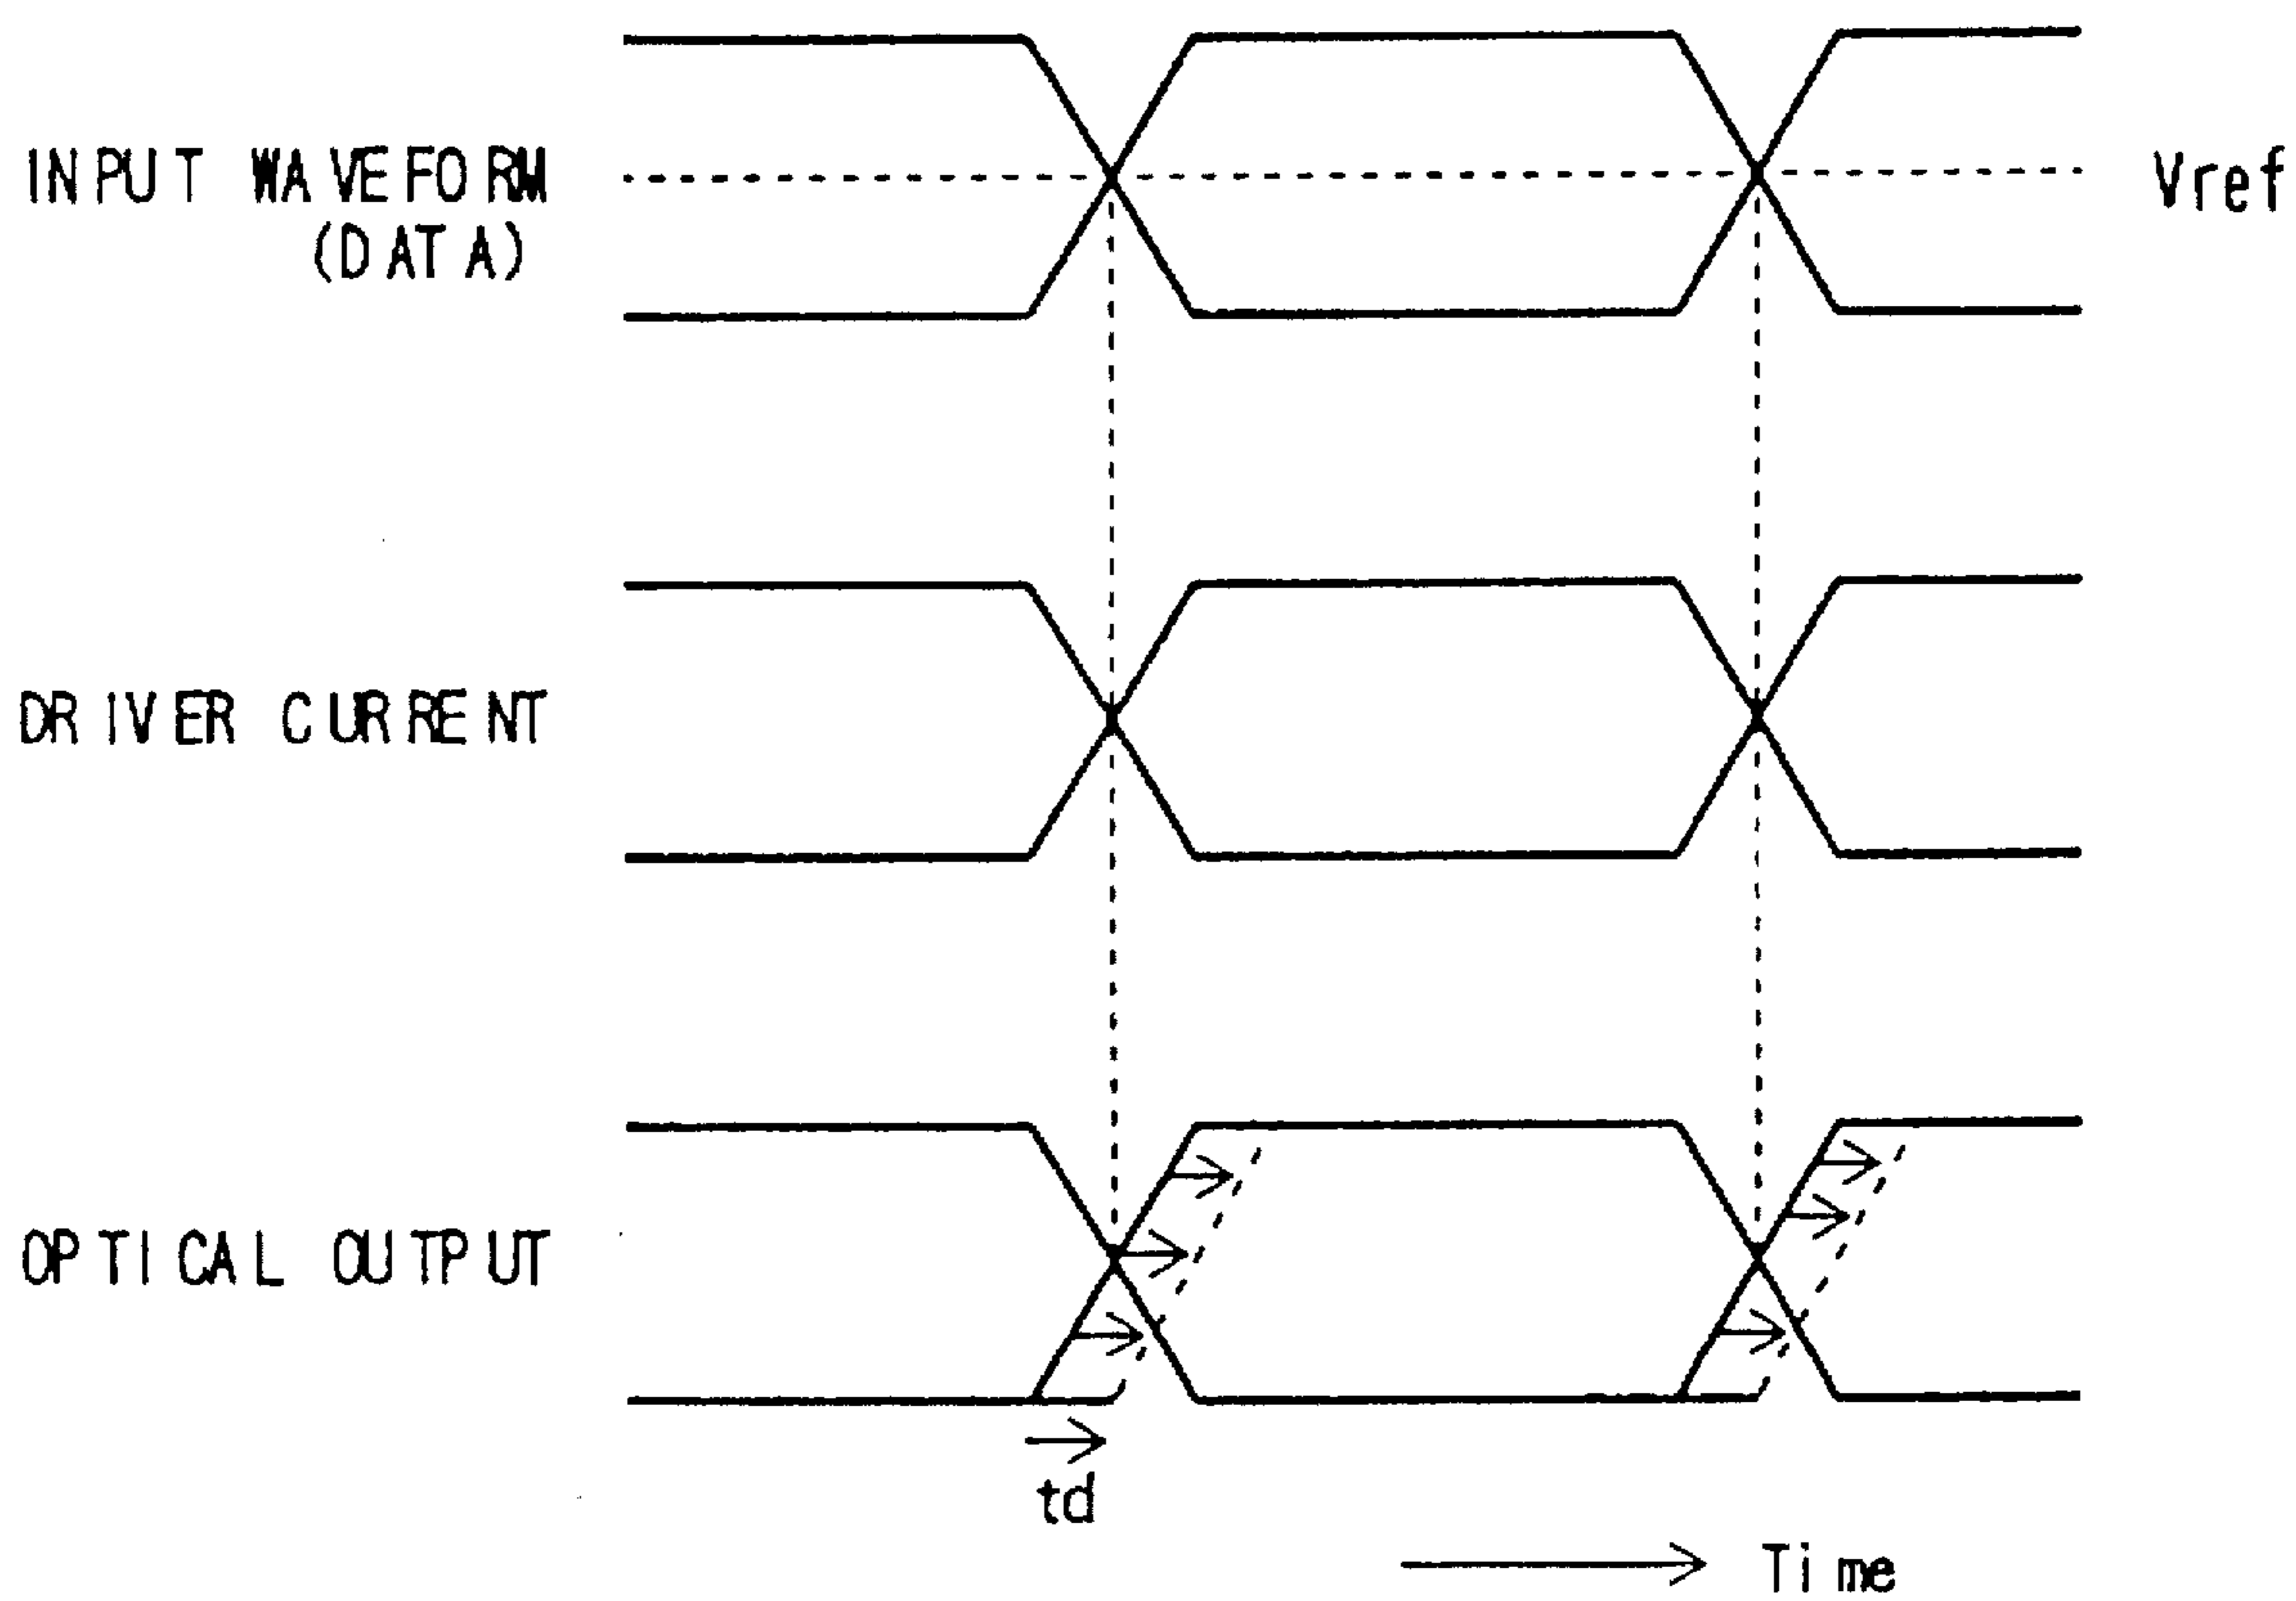 INPUT WAVEFORM
(DATA)
Vref
DRIVER CURRENT
OPTICAL OUTPUT
td
Time